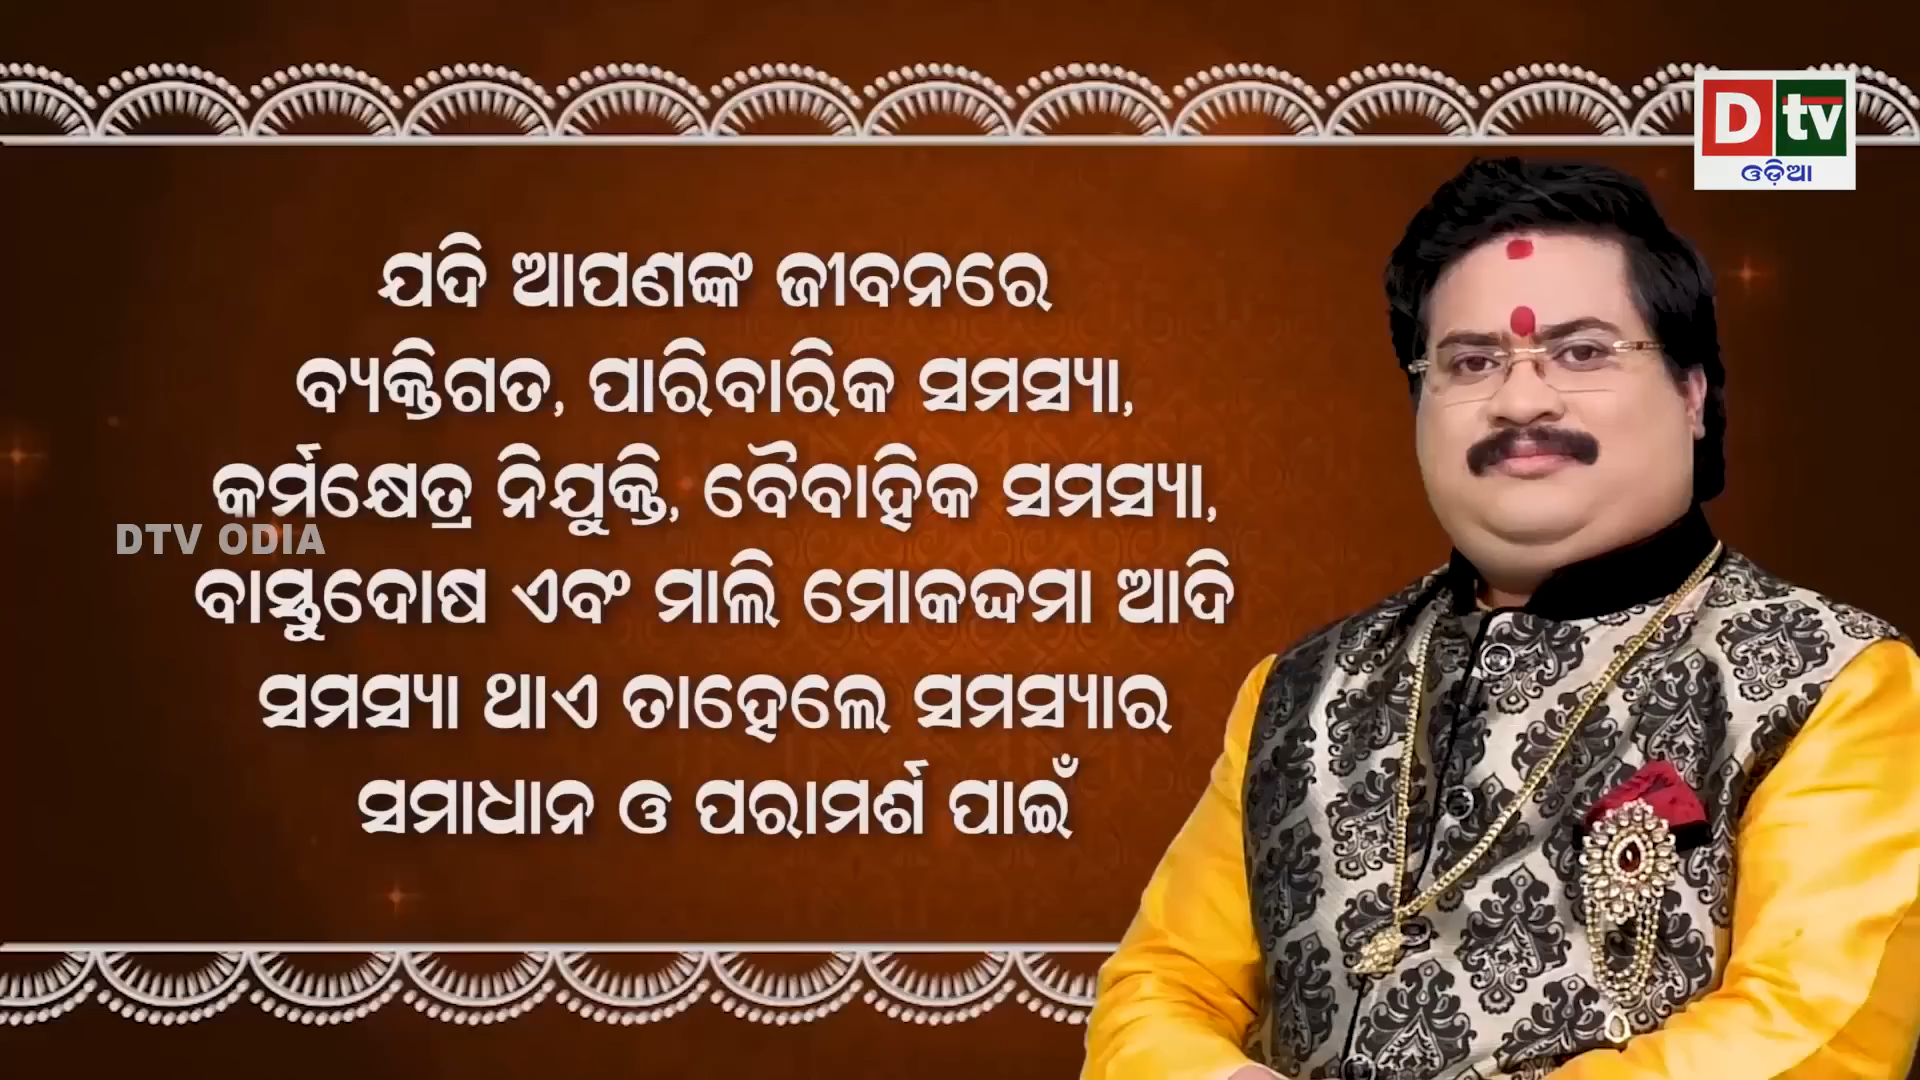 Dtv
ଓଡ଼ିଆ
ଯଦି ଆପଣଙ୍କ ଜୀବନରେ
ବ୍ୟକ୍ତିଗତ, ପାରିବାରିକ ସମସ୍ୟା,
କର୍ମକ୍ଷେତ୍ର ନିଯୁକ୍ତି, ବୈବାହିକ ସମସ୍ୟା,
DTV ODIA
ବାସ୍ତୁଦୋଷ ଏବଂ ମାଲି ମୋକଦ୍ଦମା ଆଦି
ସମସ୍ୟା ଥାଏ ତାହେଲେ ସମସ୍ୟାର
ସମାଧାନ ଓ ପରାମର୍ଶ ପାଇଁ